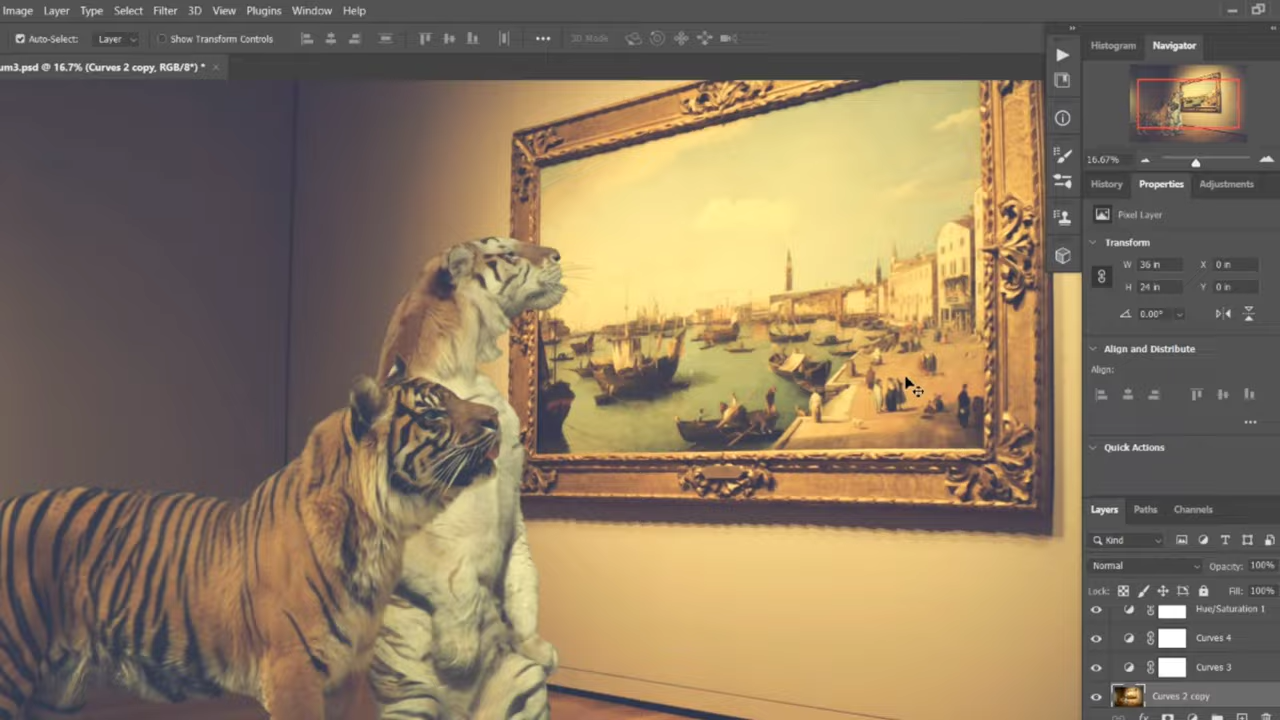 Image Layer Type Select Filter 3D View Plugins Window Help
Auto-Select: Layer Show Transform Controls 3D Mode
um3.psd @ 16.7% (Curves 2 copy, RGB/8*) *
Histogram Navigator
16.67%
History Properties Adjustments
Pixel Layer
Transform
W 36 in X 0 in
H 24 in Y 0 in
0.00°
Align and Distribute
Align:
Quick Actions
Layers Paths Channels
Kind
Normal Opacity: 100%
Lock: Fill: 100%
Hue/Saturation 1
Curves 4
Curves 3
Curves 2 copy